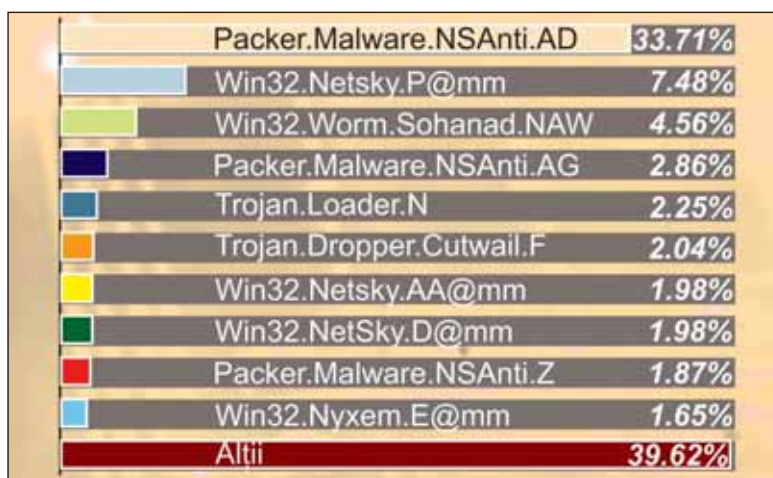 Packer.Malware.NSAnti.AD 33.71%
Win32.Netsky.P@mm 7.48%
Win32.Worm.Sohanad.NAW 4.56%
Packer.Malware.NSAnti.AG 2.86%
Trojan.Loader.N 2.25%
Trojan.Dropper.Cutwail.F 2.04%
Win32.Netsky.AA@mm 1.98%
Win32.NetSky.D@mm 1.98%
Packer.Malware.NSAnti.Z 1.87%
Win32.Nyxem.E@mm 1.65%
Alții 39.62%